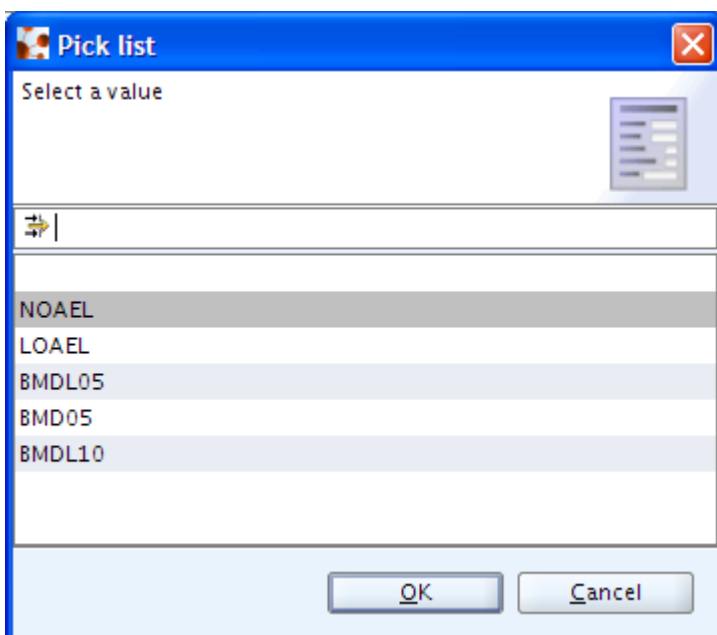 Pick list
Select a value
NOAEL
LOAEL
BMDL05
BMD05
BMDL10
OK
Cancel